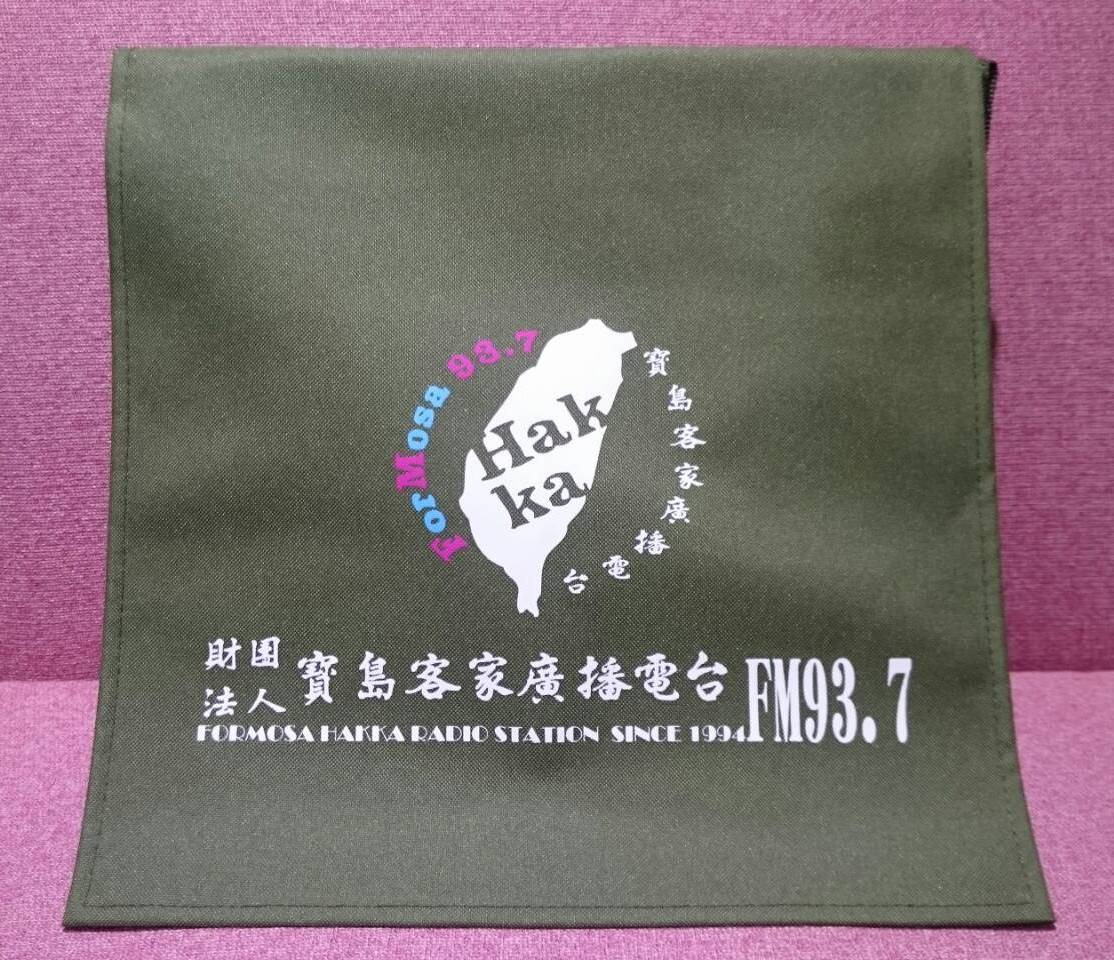 ForMosa 93.7
寶島客家廣播電台
Hak
ka
財團
法人
寶島客家廣播電台 FM93.7
FORMOSA HAKKA RADIO STATION SINCE 1994